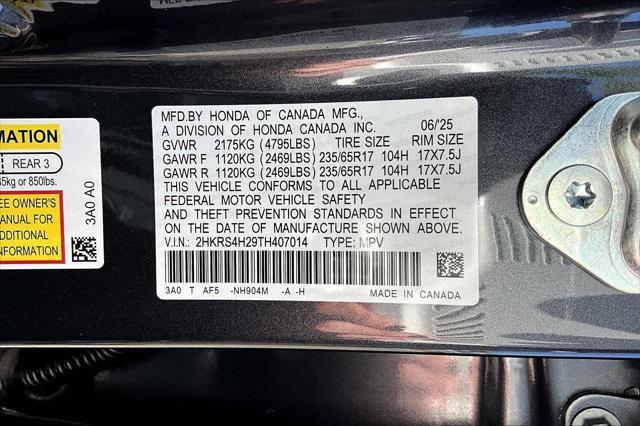 MATION
REAR 3
kg or 850lbs.
EE OWNER'S
ANUAL FOR
DDITIONAL
FORMATION
3A0 A0
MFD.BY HONDA OF CANADA MFG.,
A DIVISION OF HONDA CANADA INC. 06/'25
GVWR 2175KG (4795LBS) TIRE SIZE RIM SIZE
GAWR F 1120KG (2469LBS) 235/65R17 104H 17X7.5J
GAWR R 1120KG (2469LBS) 235/65R17 104H 17X7.5J
THIS VEHICLE CONFORMS TO ALL APPLICABLE
FEDERAL MOTOR VEHICLE SAFETY
AND THEFT PREVENTION STANDARDS IN EFFECT
ON THE DATE OF MANUFACTURE SHOWN ABOVE.
V.I.N.: 2HKRS4H29TH407014 TYPE: MPV
3A0 T AF5 -NH904M -A -H MADE IN CANADA